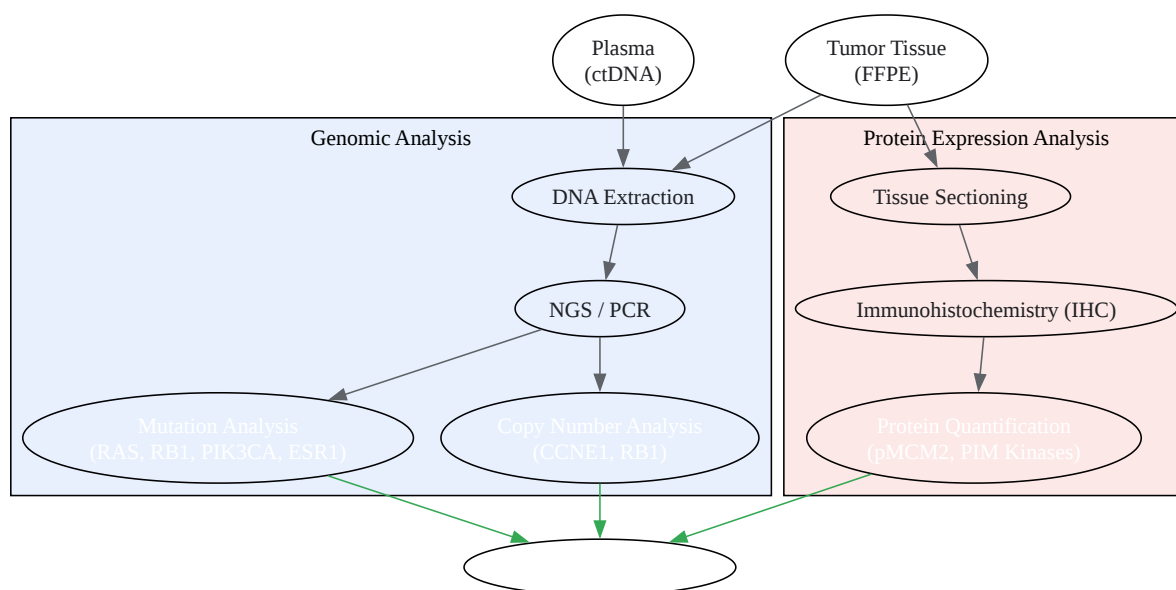 Plasma
(ctDNA)
Tumor Tissue
(FFPE)
Genomic Analysis
Protein Expression Analysis
DNA Extraction
Tissue Sectioning
NGS / PCR
Immunohistochemistry (IHC)
Mutation Analysis
(RAS, RB1, PIK3CA, ESR1)
Copy Number Analysis
(CCNE1, RB1)
Protein Quantification
(pMCM2, PIM Kinases)